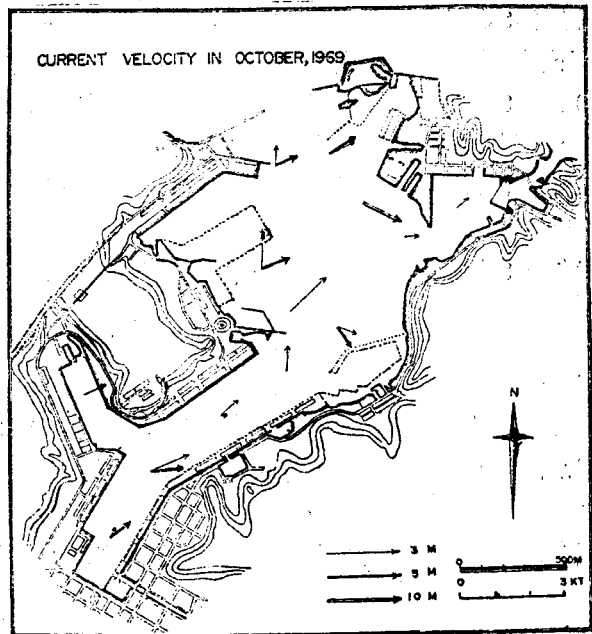 CURRENT VELOCITY IN OCTOBER, 1969
N
3 M
5 M
10 M
0 500M
0 3 KT